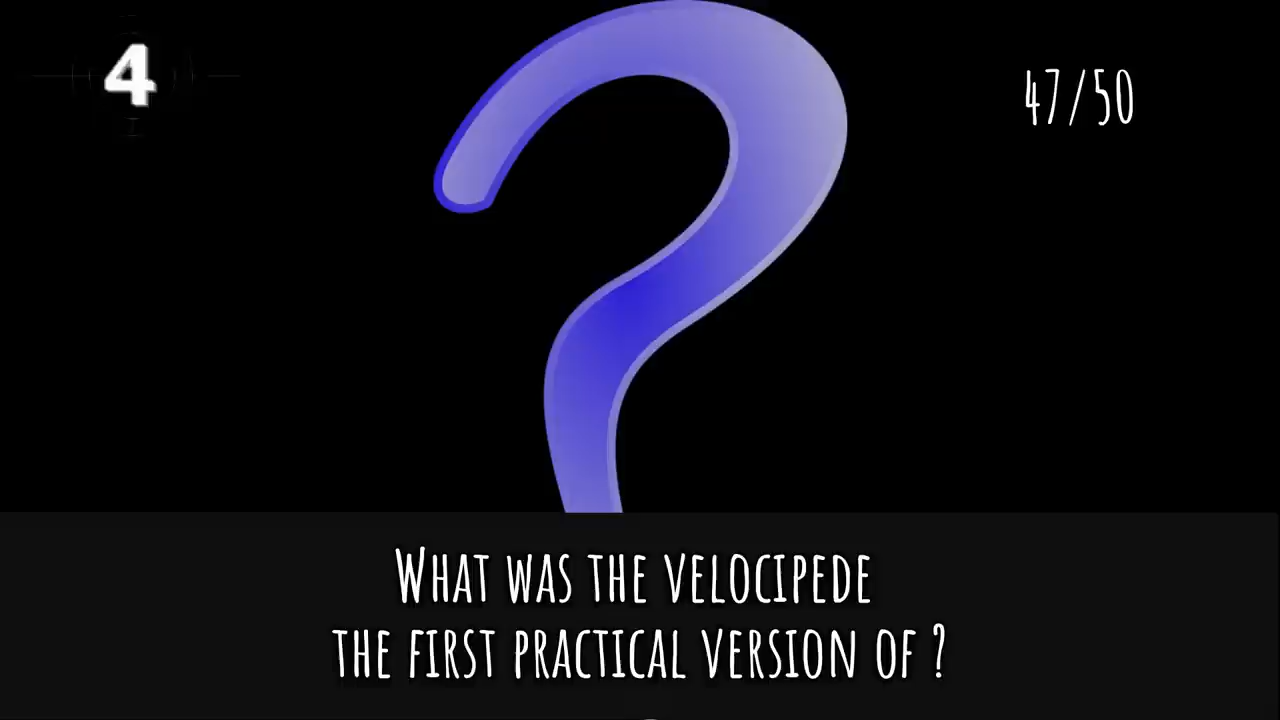 4
47/50
What was the velocipede
the first practical version of ?